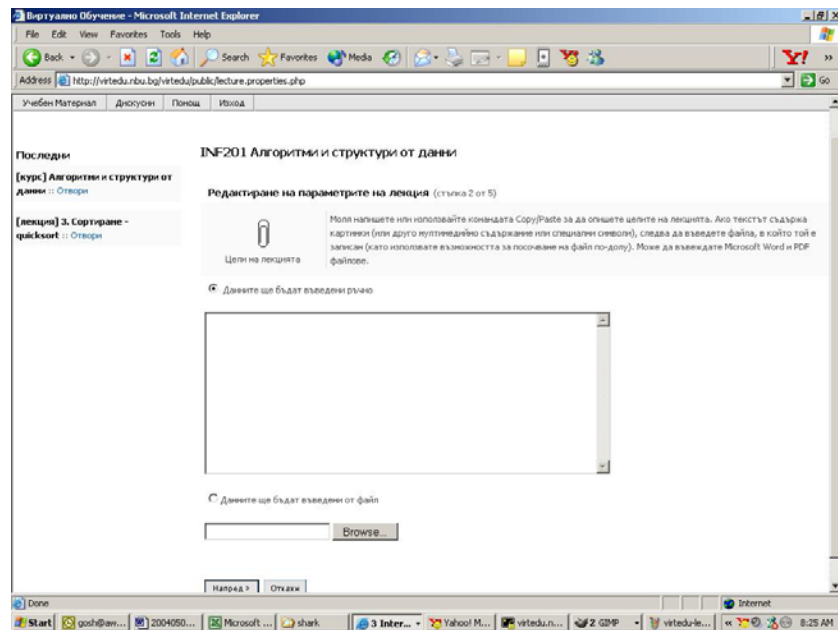 Виртуално Обучение - Microsoft Internet Explorer
File Edit View Favorites Tools Help
Back Search Favorites Media Y! »
Address http://virtedu.nbu.bg/virtedu/public/lecture.properties.php Go
Учебен Материал Дискусии Помощ Изход
Последни
[курс] Алгоритми и структури от
данни :: Отвори
[лекция] 3. Сортиране -
quicksort :: Отвори
INF201 Алгоритми и структури от данни
Редактиране на параметрите на лекция (стъпка 2 от 5)
Цели на лекцията
Моля напишете или използвайте командата Copy/Paste за да опишете целите на лекцията. Ако текстът съдържа
картинки (или друго мултимедийно съдържание или специални символи), следва да въведете файла, в който той е
записан (като използвате възможността за посочване на файл по-долу). Може да въвеждате Microsoft Word и PDF
файлове.
Данните ще бъдат въведени ръчно
Данните ще бъдат въведени от файл
Browse...
Напред > Откажи
Done Internet
Start gosh@aw... 2004050... Microsoft ... shark 3 Inter... Yahoo! M... virtedu.n... 2 GIMP virtedu-le... « 8:25 AM